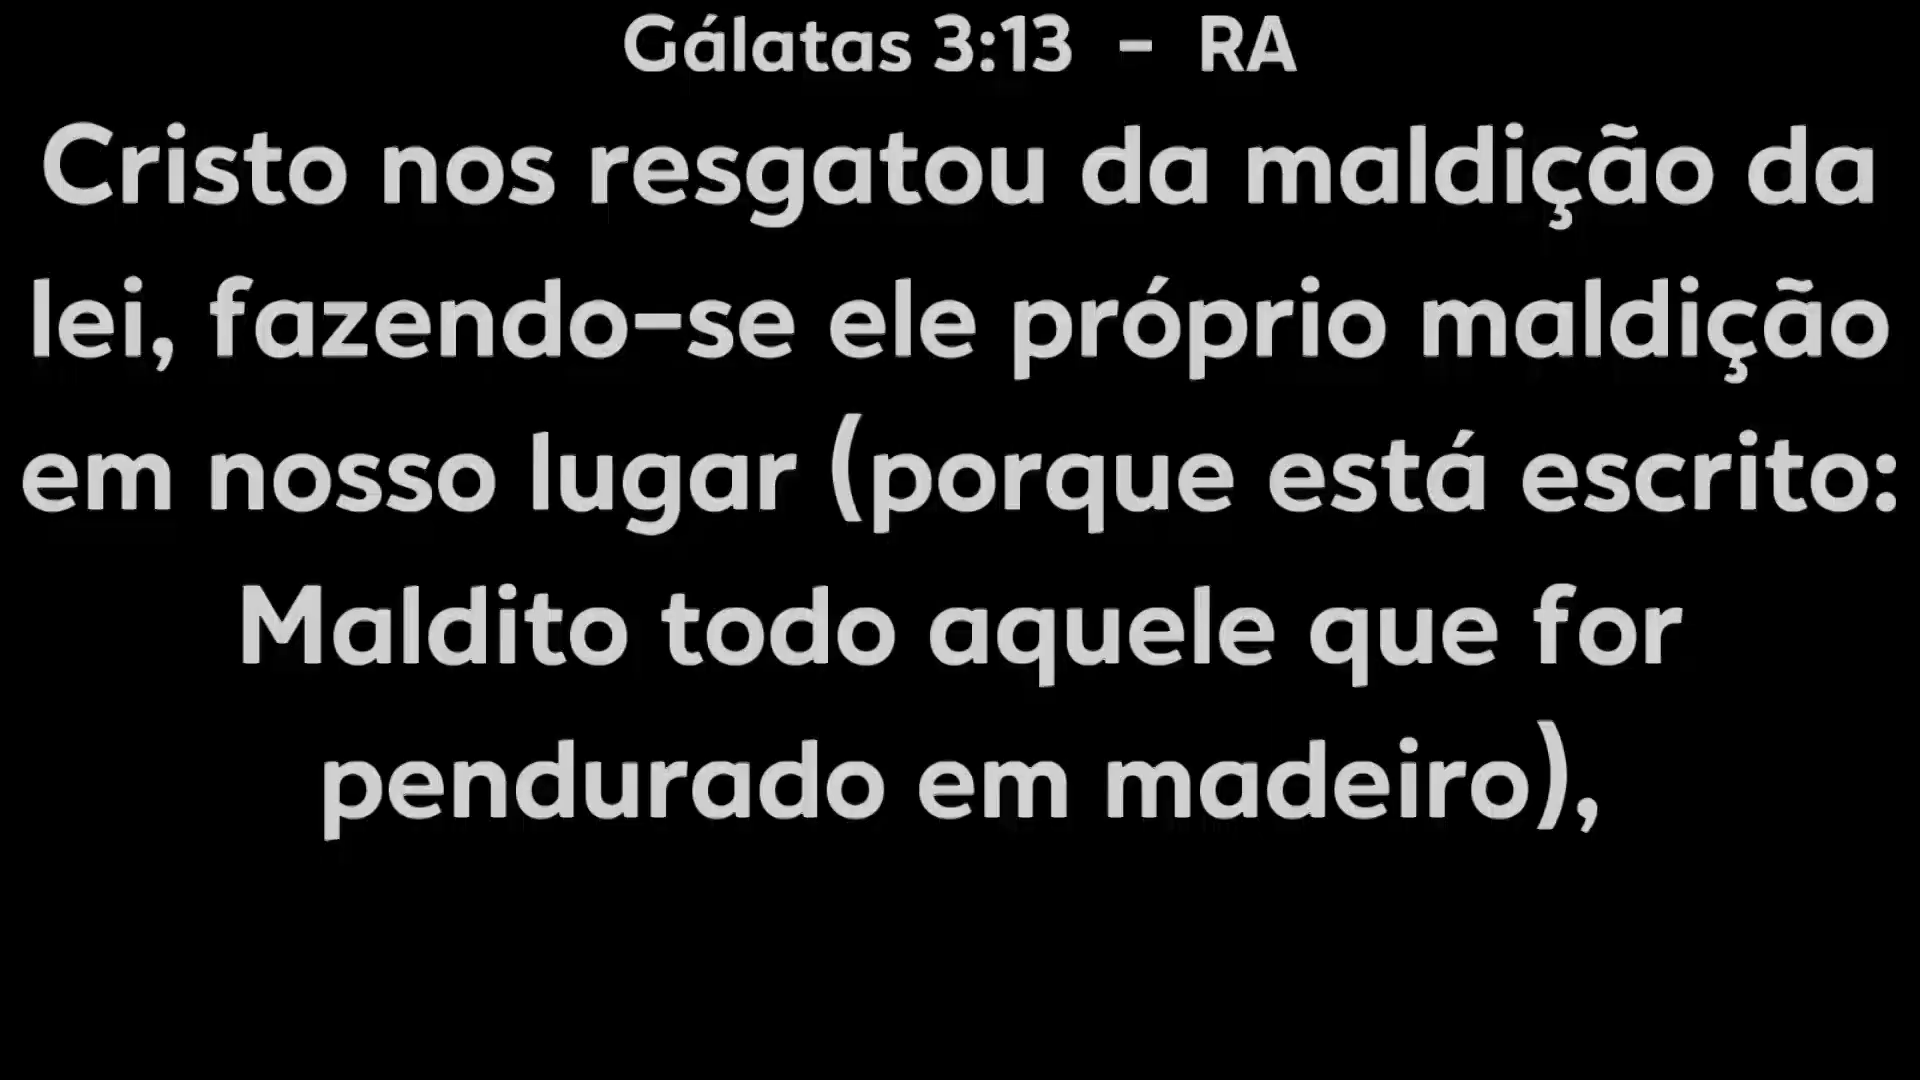 Gálatas 3:13 - RA
Cristo nos resgatou da maldição da
lei, fazendo-se ele próprio maldição
em nosso lugar (porque está escrito:
Maldito todo aquele que for
pendurado em madeiro),